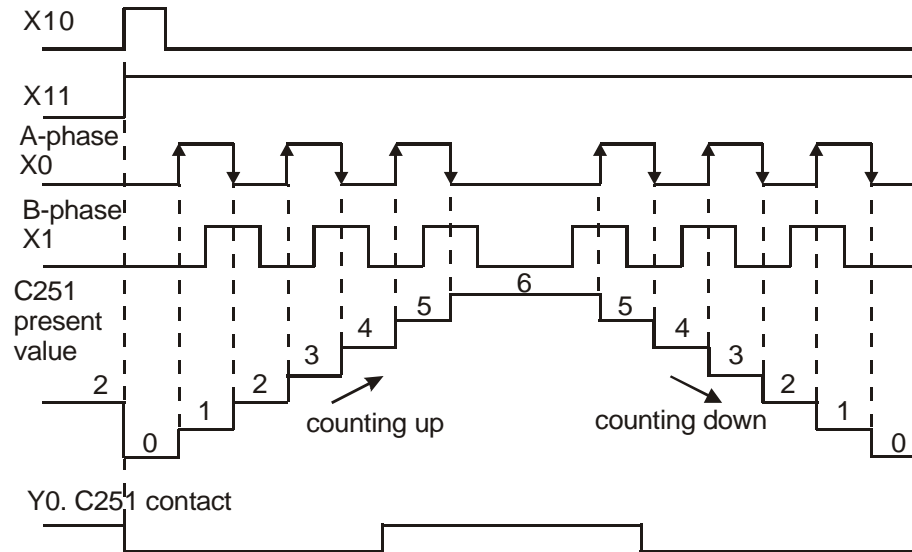 X10
X11
A-phase
X0
B-phase
X1
C251
present
value
6
5
5
4
4
3
3
2
2
2
1
1
0
0
counting up
counting down
Y0. C251 contact